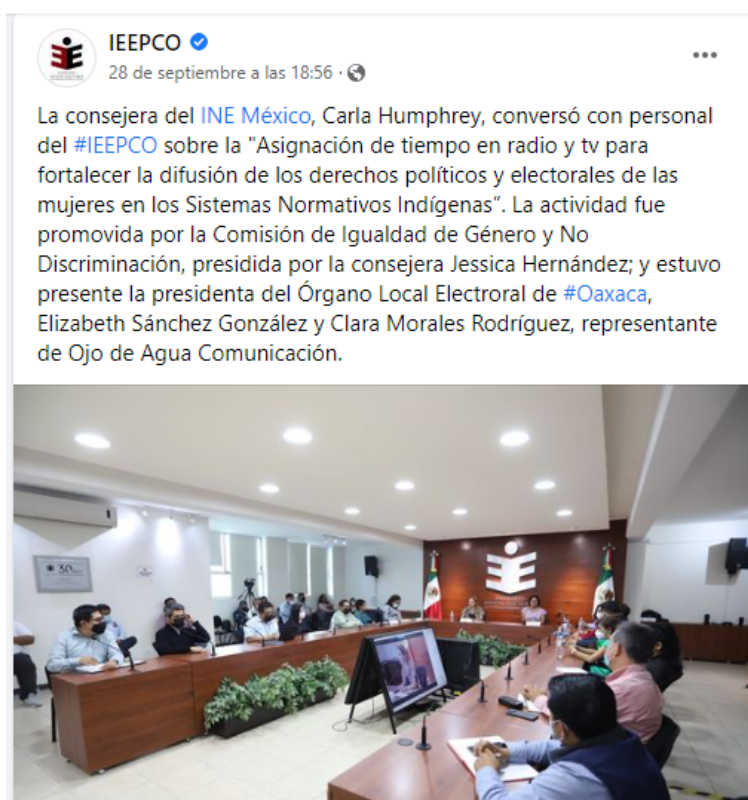 IEEPCO
28 de septiembre a las 18:56 ·
La consejera del INE México, Carla Humphrey, conversó con personal
del #IEEPCO sobre la "Asignación de tiempo en radio y tv para
fortalecer la difusión de los derechos políticos y electorales de las
mujeres en los Sistemas Normativos Indígenas”. La actividad fue
promovida por la Comisión de Igualdad de Género y No
Discriminación, presidida por la consejera Jessica Hernández; y estuvo
presente la presidenta del Órgano Local Electroral de #Oaxaca,
Elizabeth Sánchez González y Clara Morales Rodríguez, representante
de Ojo de Agua Comunicación.
30